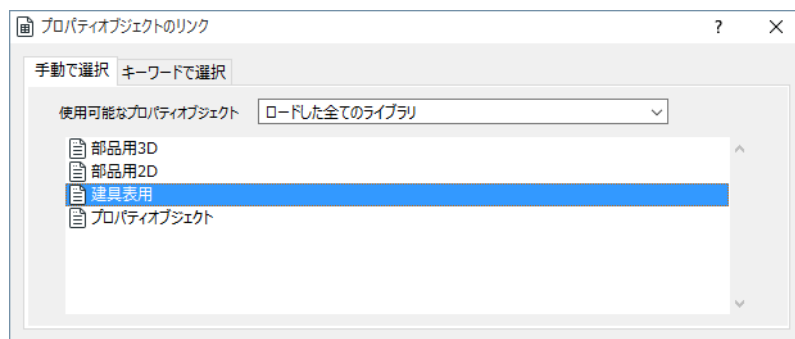 プロパティオブジェクトのリンク ?
手動で選択 キーワードで選択
使用可能なプロパティオブジェクト ロードした全てのライブラリ
部品用3D
部品用2D
建具表用
プロパティオブジェクト